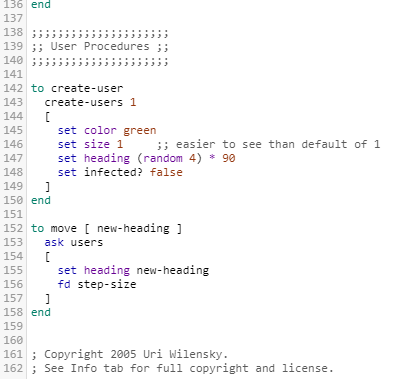 136 end
137
138 ;;;;;;;;;;;;;;;;;;;;;
139 ;; User Procedures ;;
140 ;;;;;;;;;;;;;;;;;;;;;
141
142 to create-user
143   create-users 1
144   [
145     set color green
146     set size 1     ;; easier to see than default of 1
147     set heading (random 4) * 90
148     set infected? false
149   ]
150 end
151
152 to move [ new-heading ]
153   ask users
154   [
155     set heading new-heading
156     fd step-size
157   ]
158 end
159
160
161 ; Copyright 2005 Uri Wilensky.
162 ; See Info tab for full copyright and license.